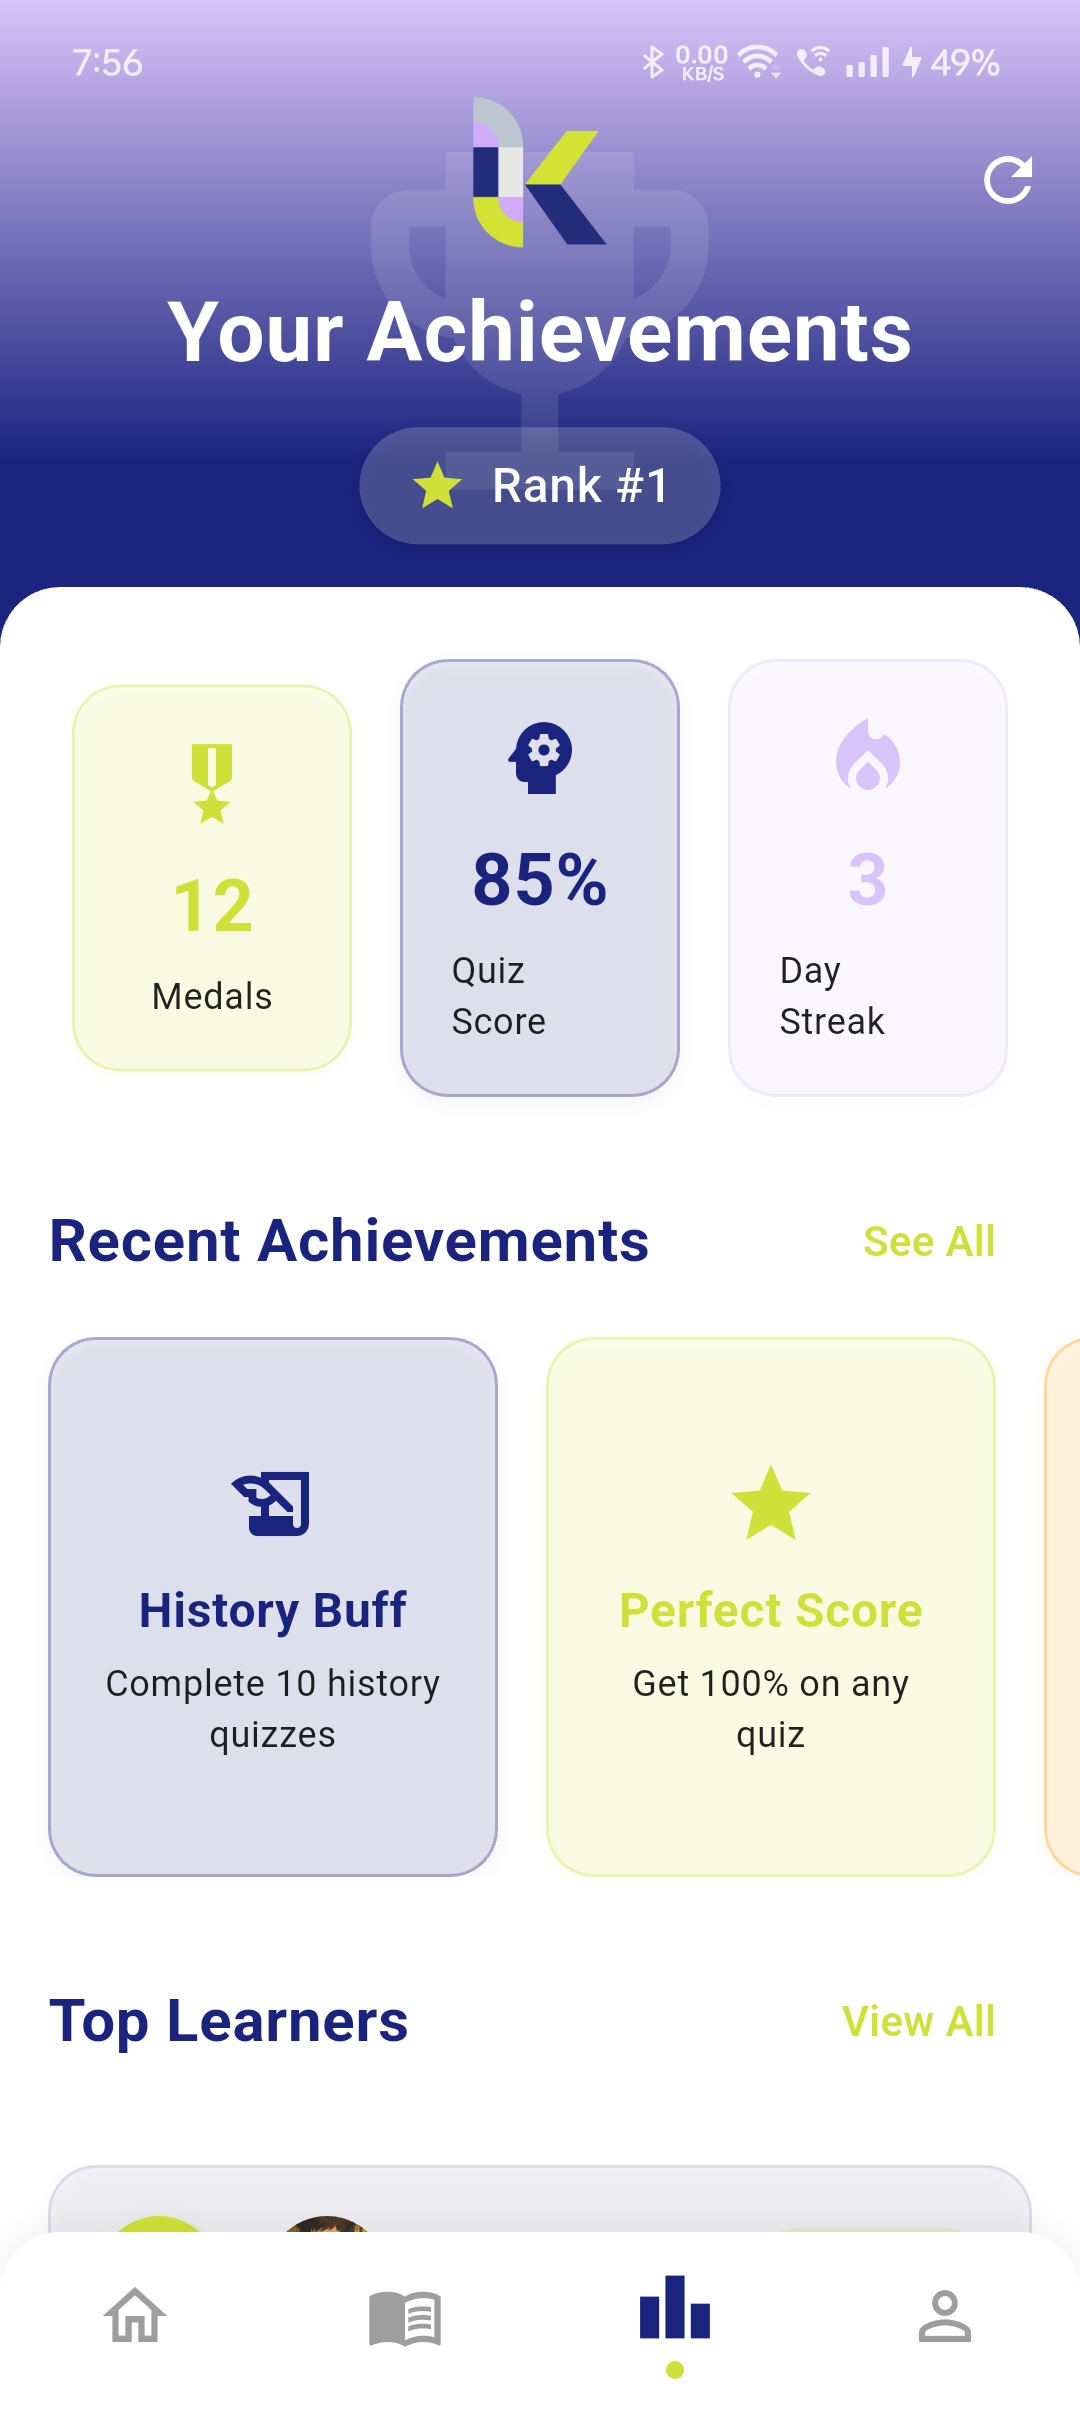 7:56
0.00
KB/S
49%
Your Achievements
Rank #1
12
Medals
85%
Quiz
Score
3
Day
Streak
Recent Achievements
See All
History Buff
Complete 10 history
quizzes
Perfect Score
Get 100% on any
quiz
Top Learners
View All